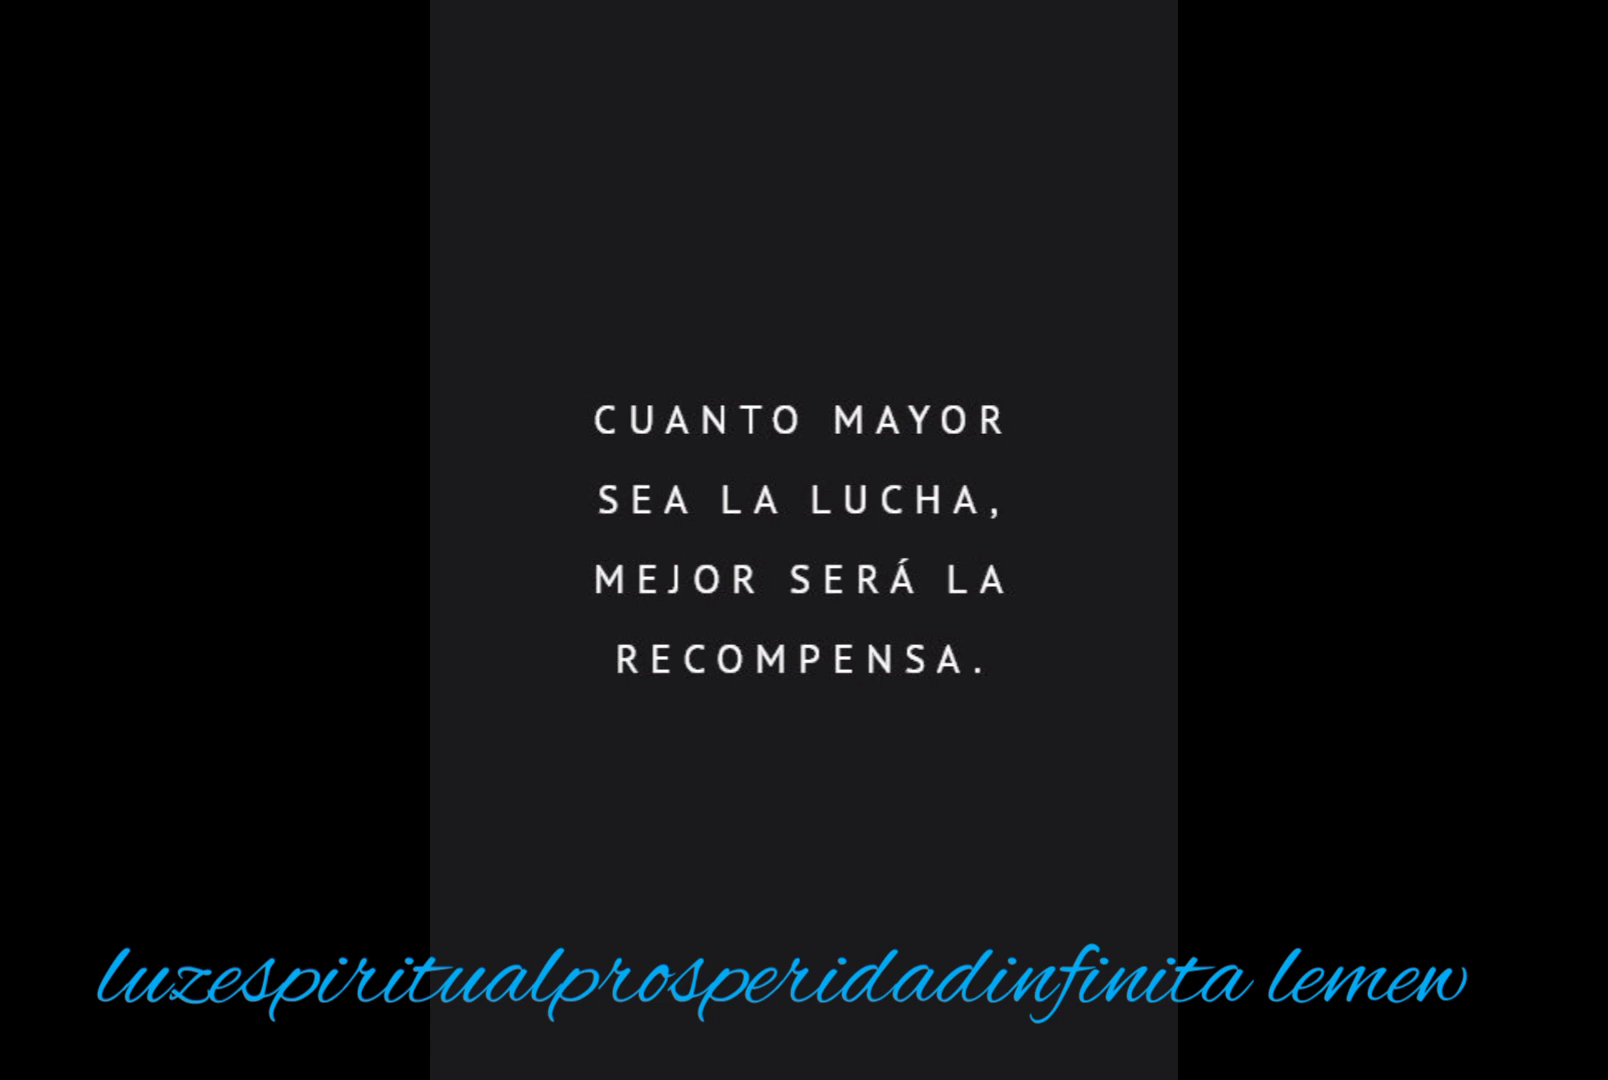 CUANTO MAYOR
SEA LA LUCHA,
MEJOR SERÁ LA
RECOMPENSA.
luzespiritualprosperidadinfinita lemew